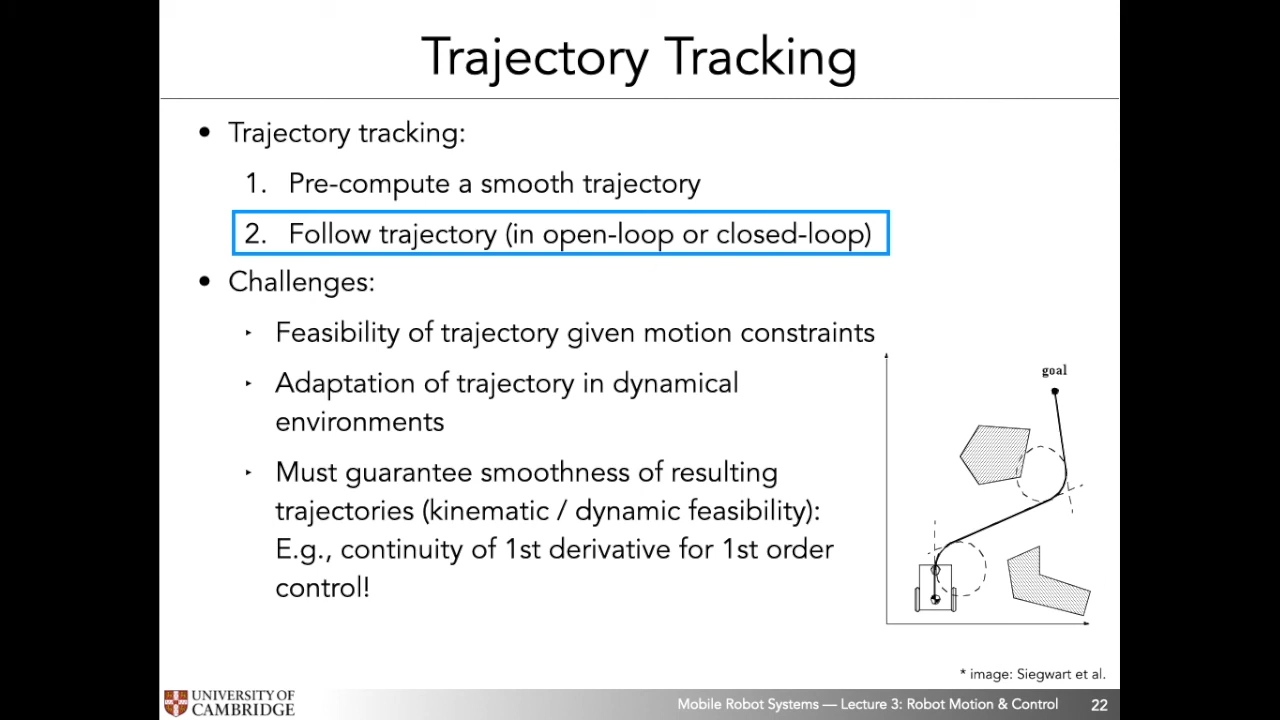 Trajectory Tracking
• Trajectory tracking:
1. Pre-compute a smooth trajectory
2. Follow trajectory (in open-loop or closed-loop)
• Challenges:
‣ Feasibility of trajectory given motion constraints
‣ Adaptation of trajectory in dynamical
environments
‣ Must guarantee smoothness of resulting
trajectories (kinematic / dynamic feasibility):
E.g., continuity of 1st derivative for 1st order
control!
goal
* image: Siegwart et al.
UNIVERSITY OF
CAMBRIDGE
Mobile Robot Systems — Lecture 3: Robot Motion & Control 22